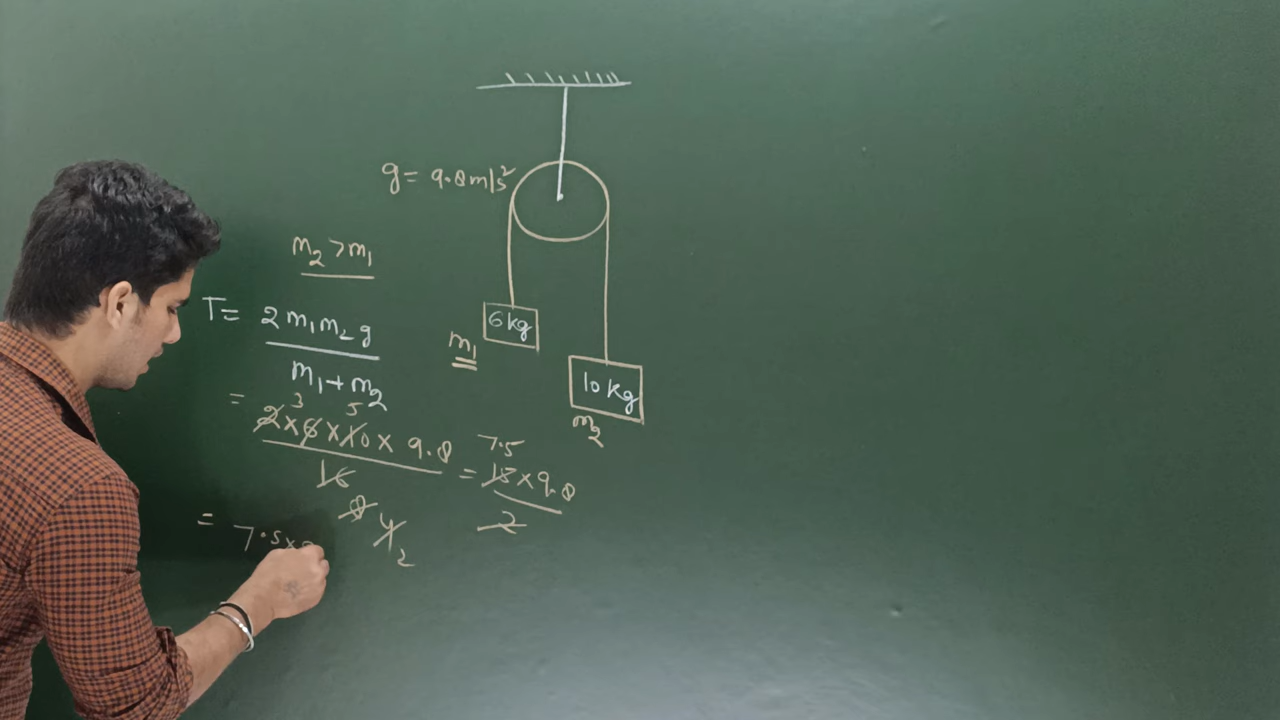 g = 9.8 m/s²
m₂ > m₁
T = 2 m₁ m₂ g
m₁ + m₂
6 kg
m₁
10 Kg
m₂
3 5
= 2 × 6 × 10 × 9.8
16
8 4
2
7.5
= 15 × 9.8
2
= 7.5 ×